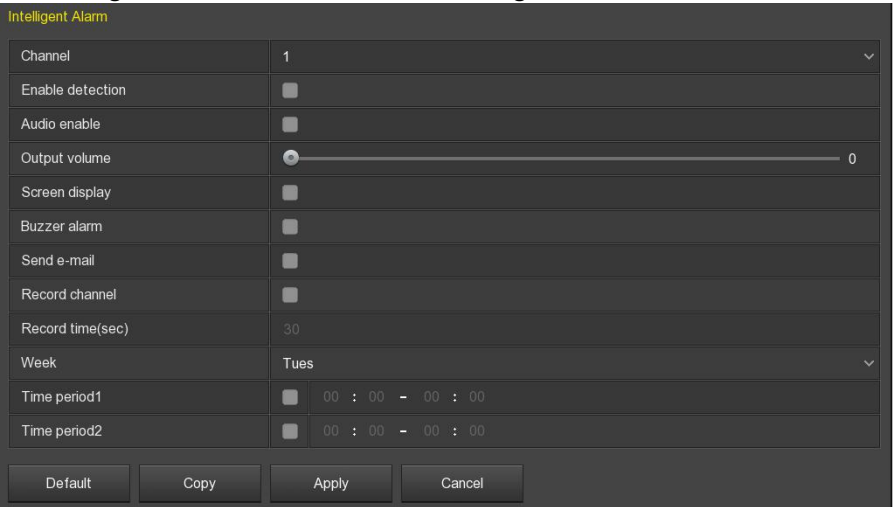 Intelligent Alarm
Channel 1
Enable detection
Audio enable
Output volume 0
Screen display
Buzzer alarm
Send e-mail
Record channel
Record time(sec) 30
Week Tues
Time period1 00 : 00 - 00 : 00
Time period2 00 : 00 - 00 : 00
Default Copy Apply Cancel